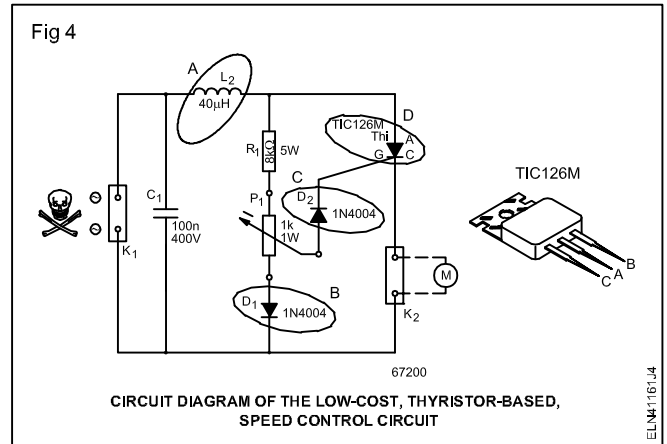 Fig 4
A
L2
40µH
D
TIC126M
Thi
A
G
C
R1
8kΩ
5W
TIC126M
C
P1
D2
1N4004
C1
100n
400V
1k
1W
K1
B
A
C
M
B
D1
1N4004
K2
67200
CIRCUIT DIAGRAM OF THE LOW-COST, THYRISTOR-BASED,
SPEED CONTROL CIRCUIT
ELN41161J4